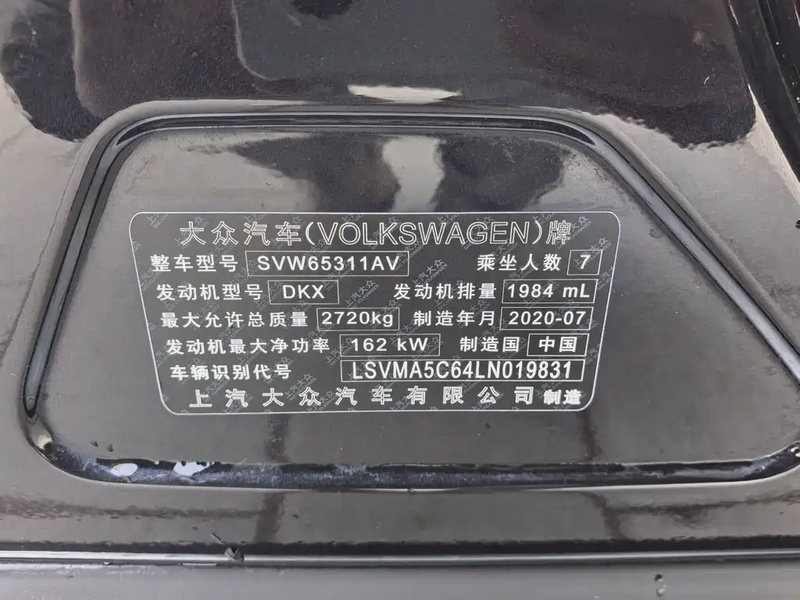 大众汽车(VOLKSWAGEN)牌
整车型号 SVW65311AV 乘坐人数 7
发动机型号 DKX 发动机排量 1984 mL
最大允许总质量 2720kg 制造年月 2020-07
发动机最大净功率 162 kW 制造国 中国
车辆识别代号 LSVMA5C64LN019831
上汽大众汽车有限公司 制造